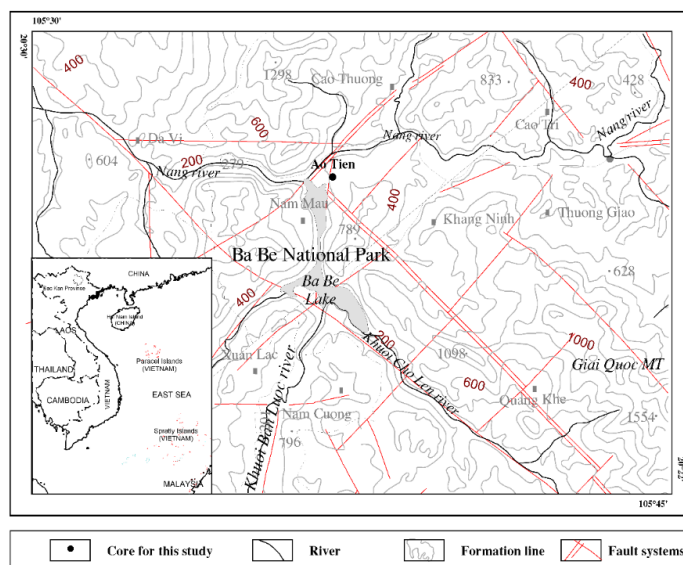 105°30'
20°30'
400
1298
Cao Thuong
833
400
428
600
Nang river
Cao Tri
Nang river
Da Vi
604
200
279
Ao Tien
Nang river
Nam Mau
400
Khang Ninh
Thuong Giao
789
Ba Be National Park
Ba Be
Lake
628
400
200
Khuoi Cho Len river
1098
1000
Giai Quoc MT
Xuan Lac
600
Quang Khe
Nam Cuong
1554
796
Khuoi Ban Duoc river
CHINA
Bac Kan Province
Hai Nam Island
(CHINA)
LAOS
Paracel Islands
(VIETNAM)
THAILAND
VIETNAM
EAST SEA
CAMBODIA
Spratly Islands
(VIETNAM)
MALAYSIA
105°45'
Core for this study
River
Formation line
Fault systems